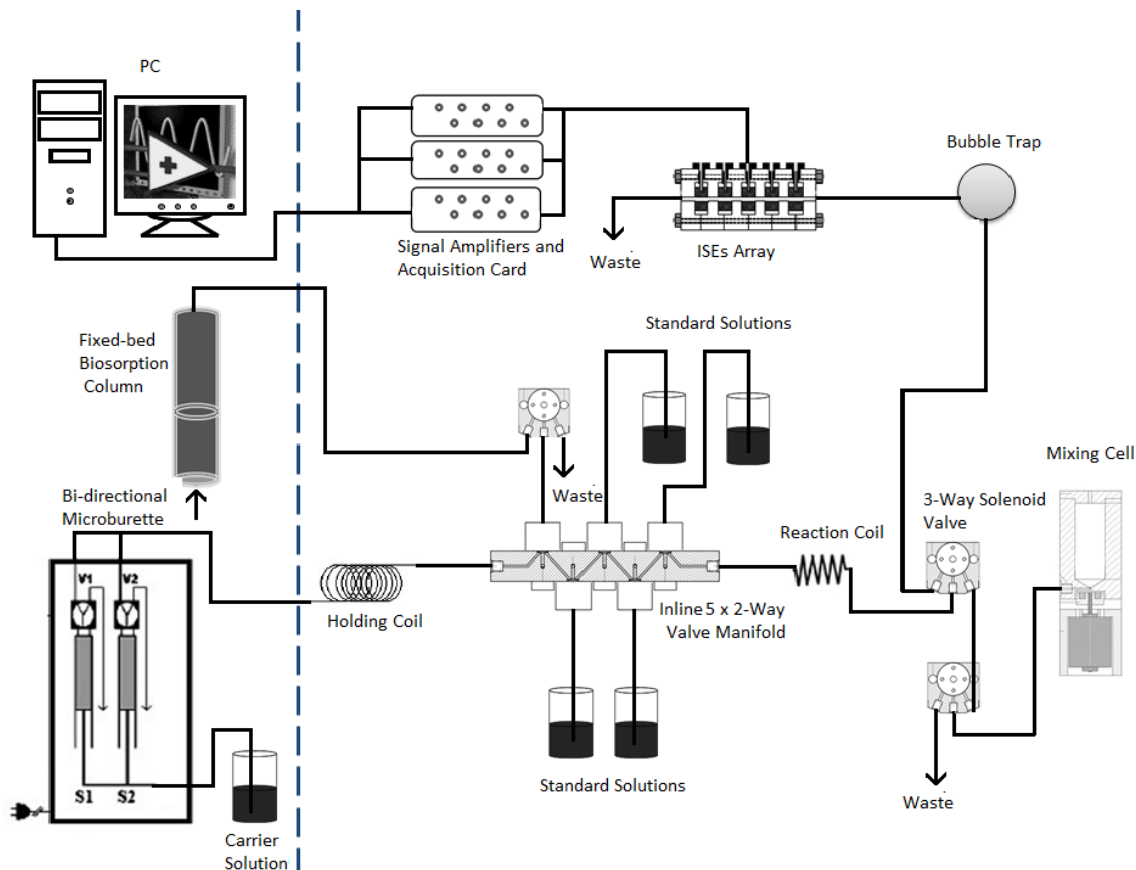 PC
Bubble Trap
Signal Amplifiers and
Acquisition Card
Waste
ISEs Array
Fixed-bed
Biosorption
Column
Standard Solutions
Waste
Mixing Cell
Bi-directional
Microburette
3-Way Solenoid
Valve
Reaction Coil
V1 V2
Holding Coil
Inline 5 x 2-Way
Valve Manifold
Standard Solutions
S1 S2
Waste
Carrier
Solution